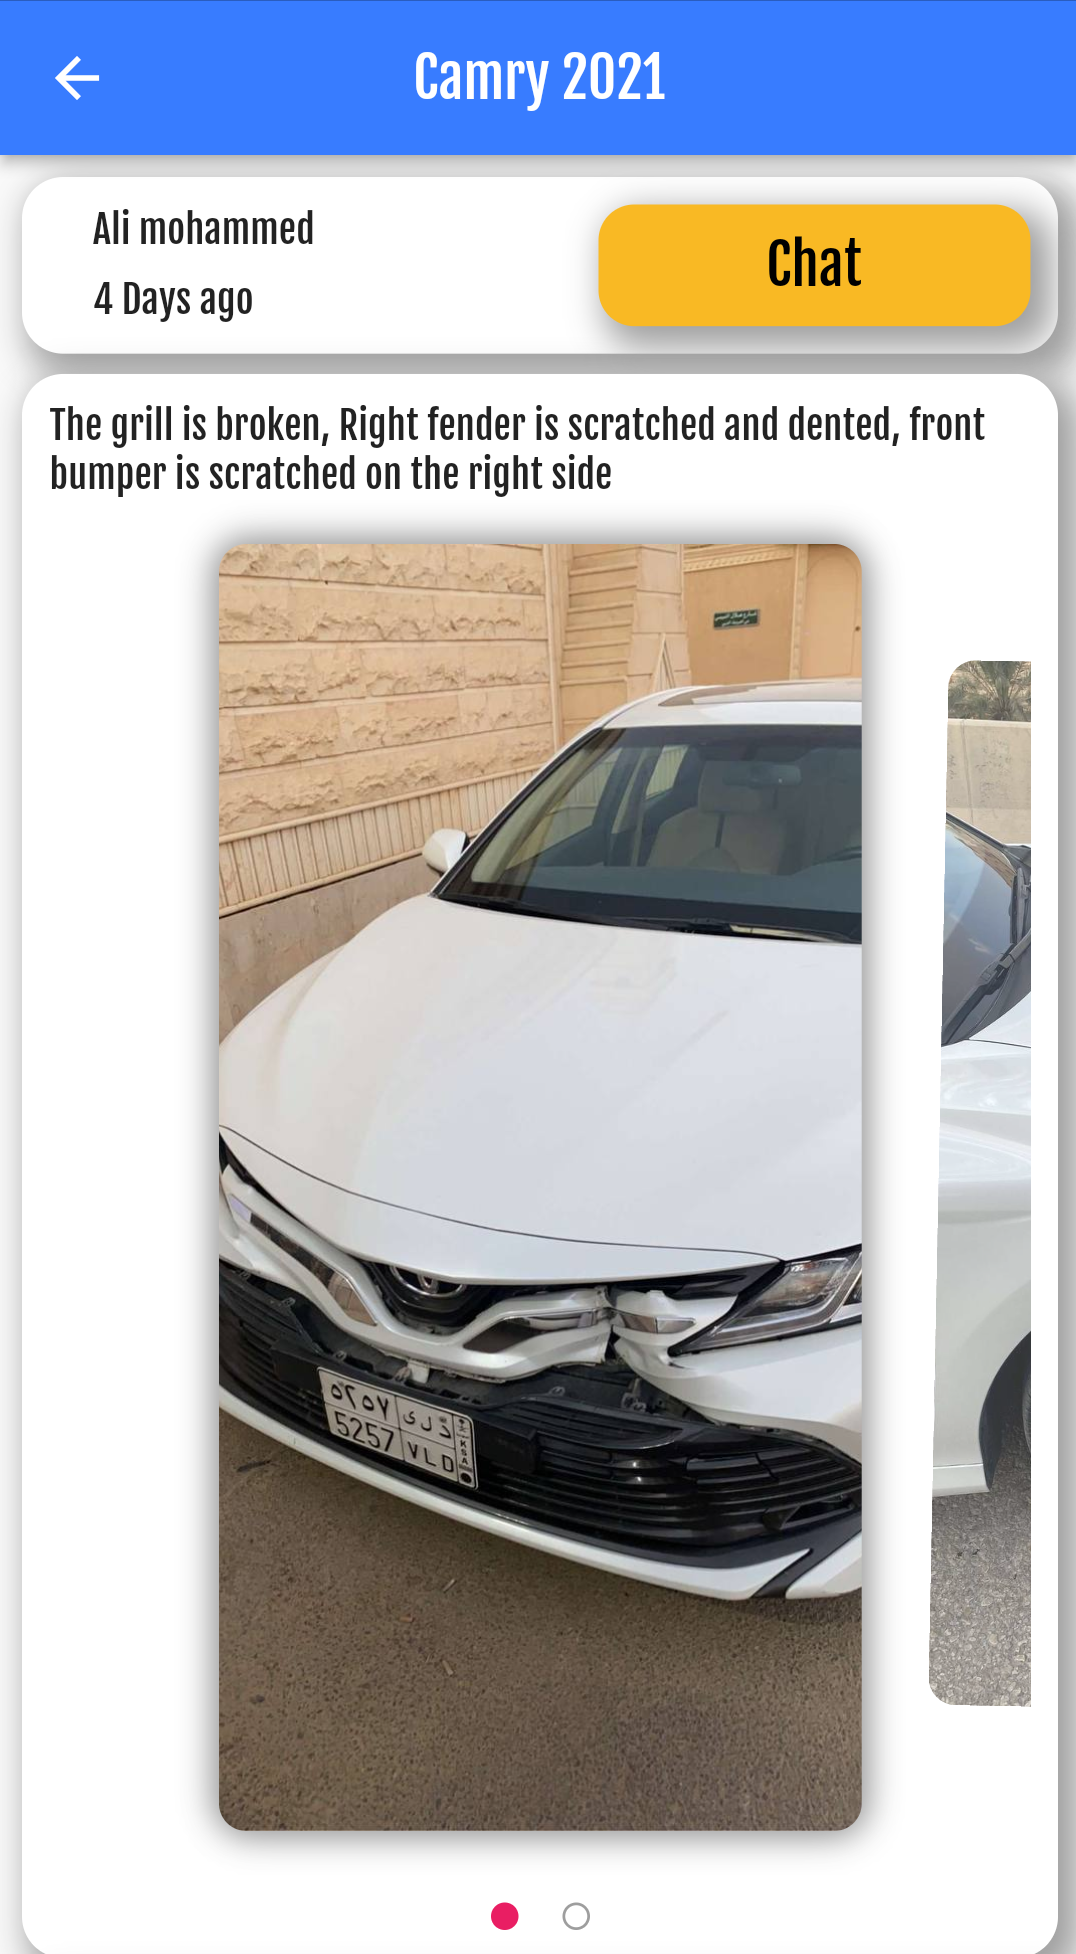 Camry 2021
Ali mohammed
4 Days ago
Chat
The grill is broken, Right fender is scratched and dented, front
bumper is scratched on the right side
٥٢٥٧ د ل ى
5257 VLD
KSA